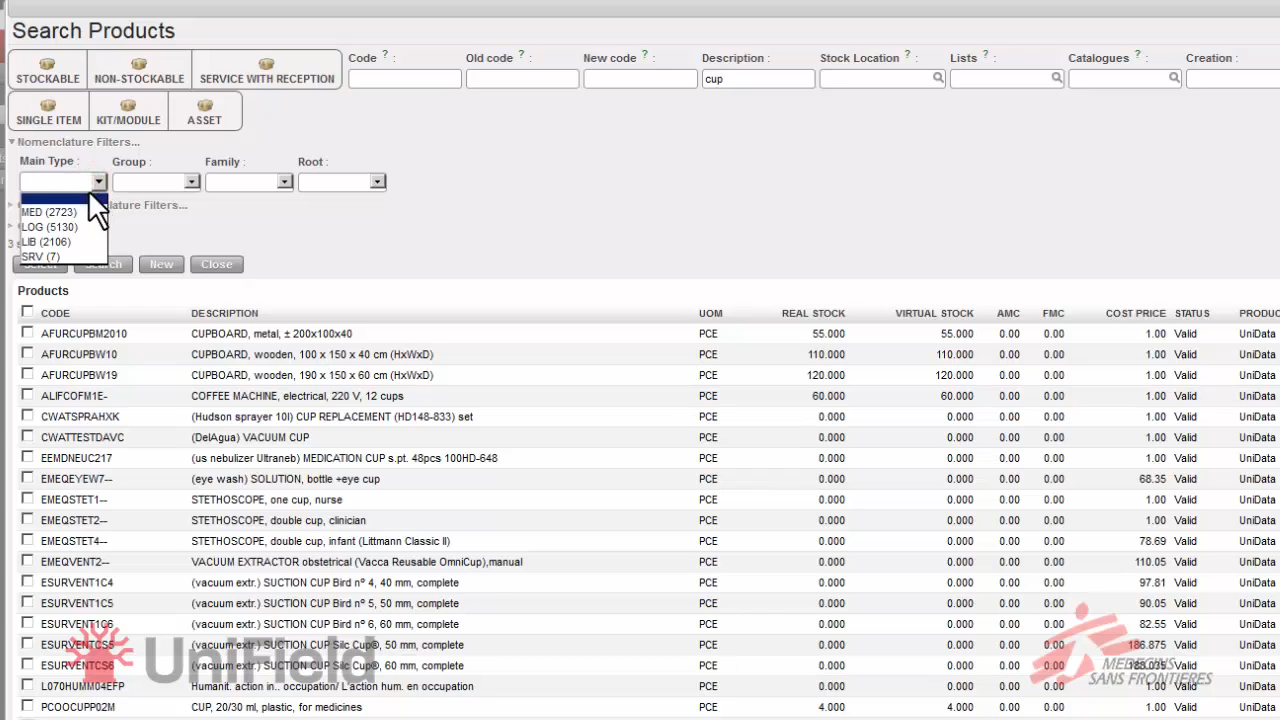 Search Products
STOCKABLE NON-STOCKABLE SERVICE WITH RECEPTION
Code ? : Old code ? : New code ? : Description : Stock Location ? : Lists ? : Catalogues ? : Creation :
cup
SINGLE ITEM KIT/MODULE ASSET
Nomenclature Filters...
Main Type : Group : Family : Root :
MED (2723)
LOG (5130)
LIB (2106)
SRV (7)
lature Filters...
3 s
Select Search New Close
Products
CODE DESCRIPTION UOM REAL STOCK VIRTUAL STOCK AMC FMC COST PRICE STATUS PRODUC
AFURCUPBM2010 CUPBOARD, metal, ± 200x100x40 PCE 55.000 55.000 0.00 0.00 1.00 Valid UniData
AFURCUPBW10 CUPBOARD, wooden, 100 x 150 x 40 cm (HxWxD) PCE 110.000 110.000 0.00 0.00 1.00 Valid UniData
AFURCUPBW19 CUPBOARD, wooden, 190 x 150 x 60 cm (HxWxD) PCE 120.000 120.000 0.00 0.00 1.00 Valid UniData
ALIFCOFM1E- COFFEE MACHINE, electrical, 220 V, 12 cups PCE 60.000 60.000 0.00 0.00 1.00 Valid UniData
CWATSPRAHXK (Hudson sprayer 10l) CUP REPLACEMENT (HD148-833) set PCE 0.000 0.000 0.00 0.00 1.00 Valid UniData
CWATTESTDAVC (DelAgua) VACUUM CUP PCE 0.000 0.000 0.00 0.00 1.00 Valid UniData
EEMDNEUC217 (us nebulizer Ultraneb) MEDICATION CUP s.pt. 48pcs 100HD-648 PCE 0.000 0.000 0.00 0.00 1.00 Valid UniData
EMEQEYEW7-- (eye wash) SOLUTION, bottle +eye cup PCE 0.000 0.000 0.00 0.00 68.35 Valid UniData
EMEQSTET1-- STETHOSCOPE, one cup, nurse PCE 0.000 0.000 0.00 0.00 1.00 Valid UniData
EMEQSTET2-- STETHOSCOPE, double cup, clinician PCE 0.000 0.000 0.00 0.00 1.00 Valid UniData
EMEQSTET4-- STETHOSCOPE, double cup, infant (Littmann Classic II) PCE 0.000 0.000 0.00 0.00 78.69 Valid UniData
EMEQVENT2-- VACUUM EXTRACTOR obstetrical (Vacca Reusable OmniCup),manual PCE 0.000 0.000 0.00 0.00 110.05 Valid UniData
ESURVENT1C4 (vacuum extr.) SUCTION CUP Bird nº 4, 40 mm, complete PCE 0.000 0.000 0.00 0.00 97.81 Valid UniData
ESURVENT1C5 (vacuum extr.) SUCTION CUP Bird nº 5, 50 mm, complete PCE 0.000 0.000 0.00 0.00 90.05 Valid UniData
ESURVENT1C6 (vacuum extr.) SUCTION CUP Bird nº 6, 60 mm, complete PCE 0.000 0.000 0.00 0.00 82.55 Valid UniData
ESURVENTCS5 (vacuum extr.) SUCTION CUP Silc Cup®, 50 mm, complete PCE 0.000 0.000 0.00 0.00 186.875 Valid UniData
ESURVENTCS6 (vacuum extr.) SUCTION CUP Silc Cup®, 60 mm, complete PCE 0.000 0.000 0.00 0.00 Valid UniData
L070HUMM04EFP Humanit. action in.. occupation/ L'action hum. en occupation PCE 0.000 0.000 0.00 0.00 1.00 Valid UniData
PCOOCUPP02M CUP, 20/30 ml, plastic, for medicines PCE 4.000 4.000 0.00 0.00 1.00 Valid UniData
UniField
MEDECINS
SANS FRONTIERES